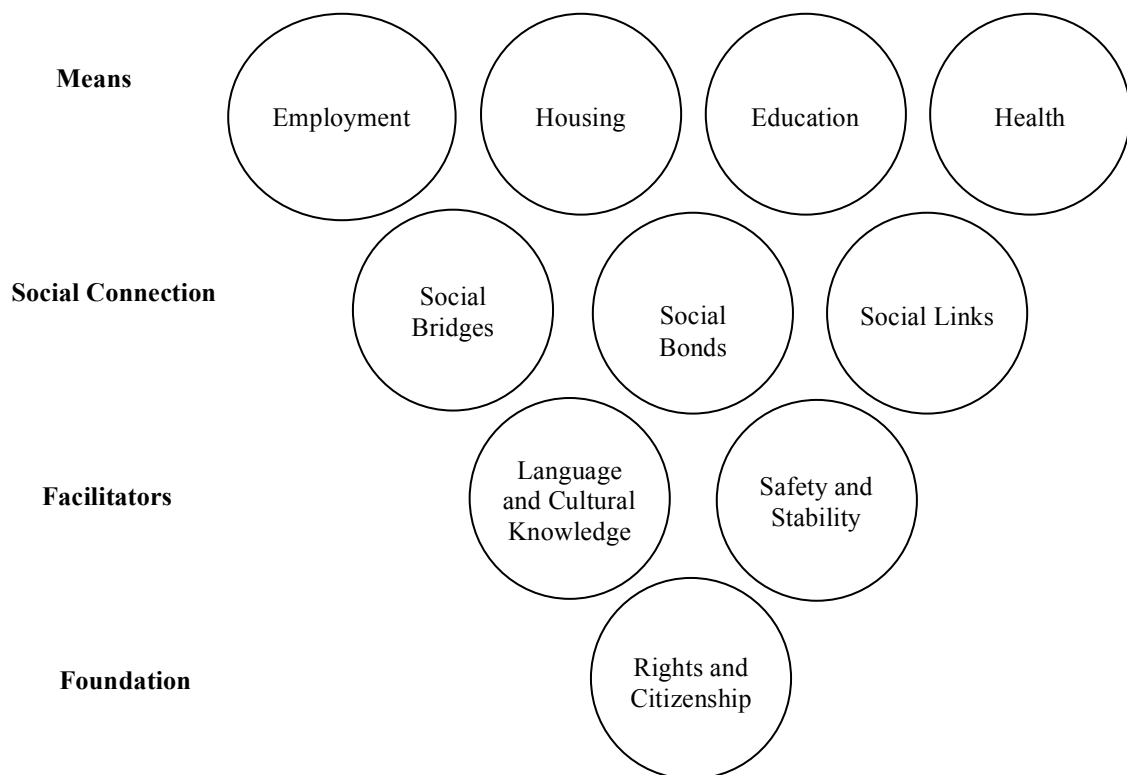 Means
Employment
Housing
Education
Health
Social Connection
Social
Bridges
Social
Bonds
Social Links
Facilitators
Language
and Cultural
Knowledge
Safety and
Stability
Foundation
Rights and
Citizenship